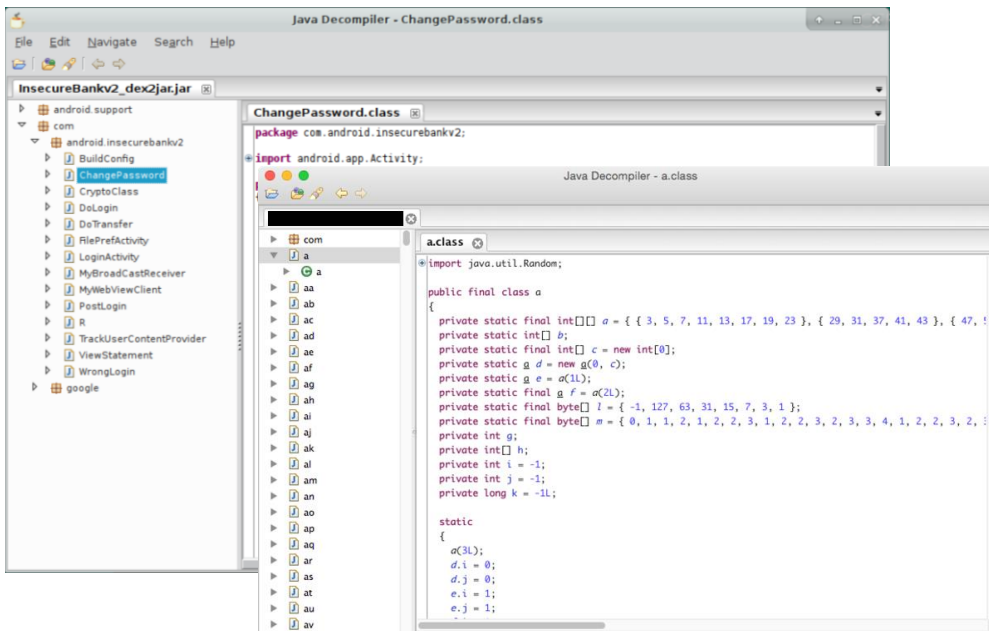 Java Decompiler - ChangePassword.class
File Edit Navigate Search Help
InsecureBankv2_dex2jar.jar
android.support
com
android.insecurebankv2
BuildConfig
ChangePassword
CryptoClass
DoLogin
DoTransfer
FilePrefActivity
LoginActivity
MyBroadCastReceiver
MyWebViewClient
PostLogin
R
TrackUserContentProvider
ViewStatement
WrongLogin
google
ChangePassword.class
package com.android.insecurebankv2;
import android.app.Activity;
Java Decompiler - a.class
com
a
a
aa
ab
ac
ad
ae
af
ag
ah
ai
aj
ak
al
am
an
ao
ap
aq
ar
as
at
au
av
a.class
import java.util.Random;
public final class a
{
private static final int[][] a = { { 3, 5, 7, 11, 13, 17, 19, 23 }, { 29, 31, 37, 41, 43 }, { 47,
private static int[] b;
private static final int[] c = new int[0];
private static a d = new a(0, c);
private static a e = a(1L);
private static final a f = a(2L);
private static final byte[] l = { -1, 127, 63, 31, 15, 7, 3, 1 };
private static final byte[] m = { 0, 1, 1, 2, 1, 2, 2, 3, 1, 2, 2, 3, 2, 3, 3, 4, 1, 2, 2, 3, 2,
private int g;
private int[] h;
private int i = -1;
private int j = -1;
private long k = -1L;
static
{
a(3L);
d.i = 0;
d.j = 0;
e.i = 1;
e.j = 1;